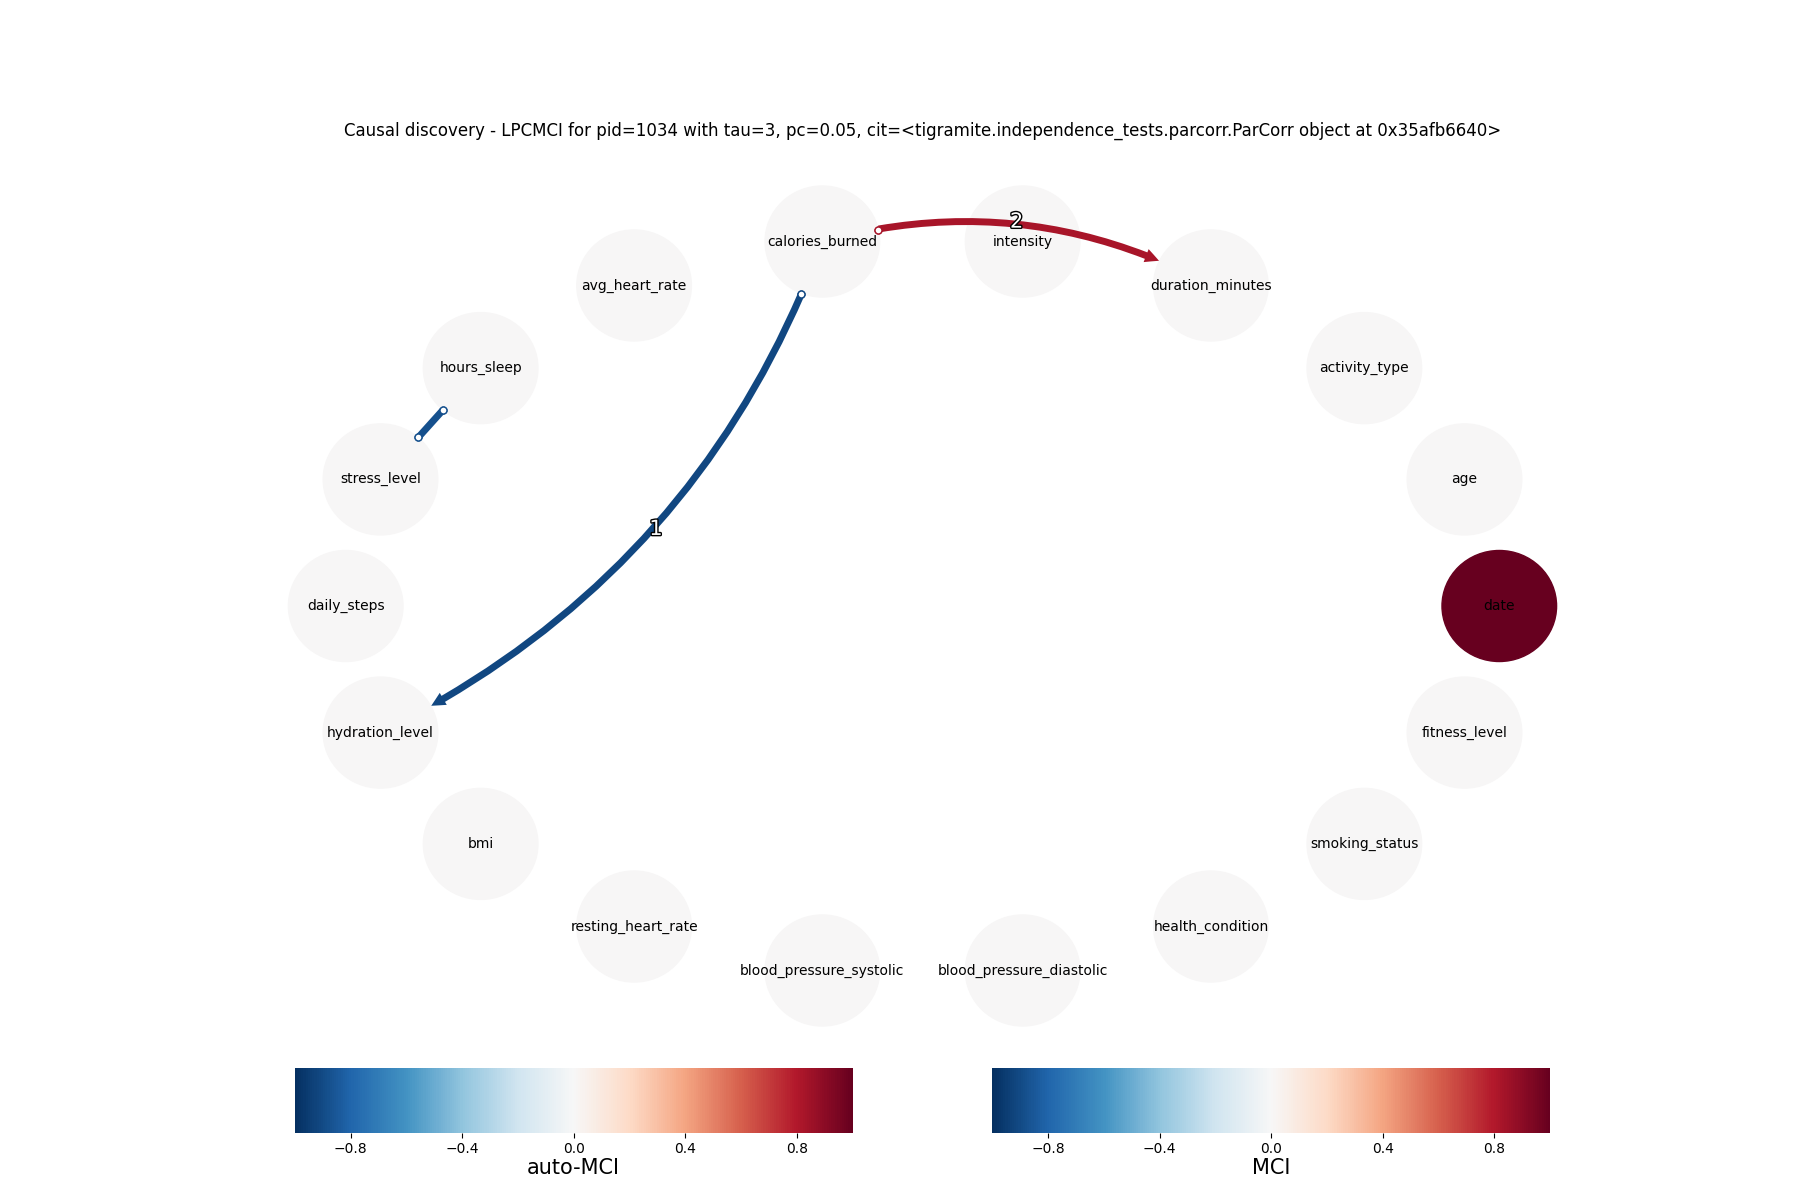 Causal discovery - LPCMCI for pid=1034 with tau=3, pc=0.05, cit=<tigramite.independence_tests.parcorr.ParCorr object at 0x35afb6640>
2
calories_burned
intensity
avg_heart_rate
duration_minutes
hours_sleep
activity_type
stress_level
age
1
daily_steps
date
hydration_level
fitness_level
bmi
smoking_status
resting_heart_rate
health_condition
blood_pressure_systolic
blood_pressure_diastolic
−0.8 −0.4 0.0 0.4 0.8
auto-MCI
−0.8 −0.4 0.0 0.4 0.8
MCI